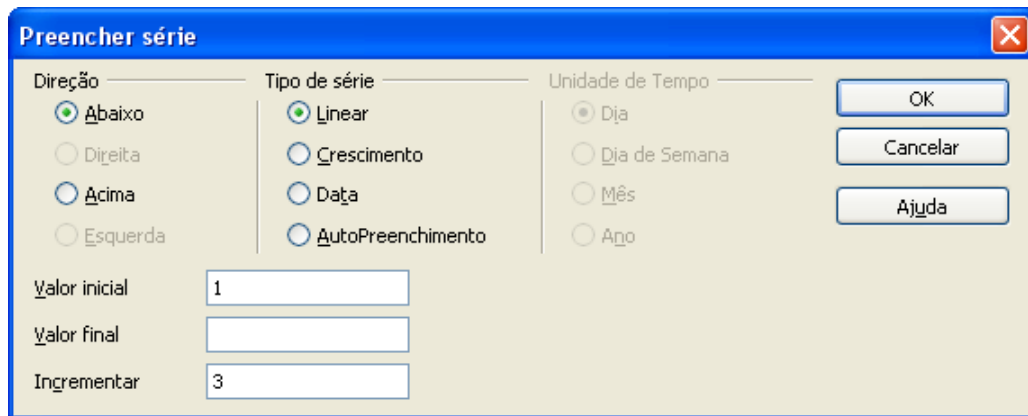 Preencher série
Direção
Abaixo
Direita
Acima
Esquerda
Tipo de série
Linear
Crescimento
Data
AutoPreenchimento
Unidade de Tempo
Dia
Dia de Semana
Mês
Ano
OK
Cancelar
Ajuda
Valor inicial 1
Valor final
Incrementar 3